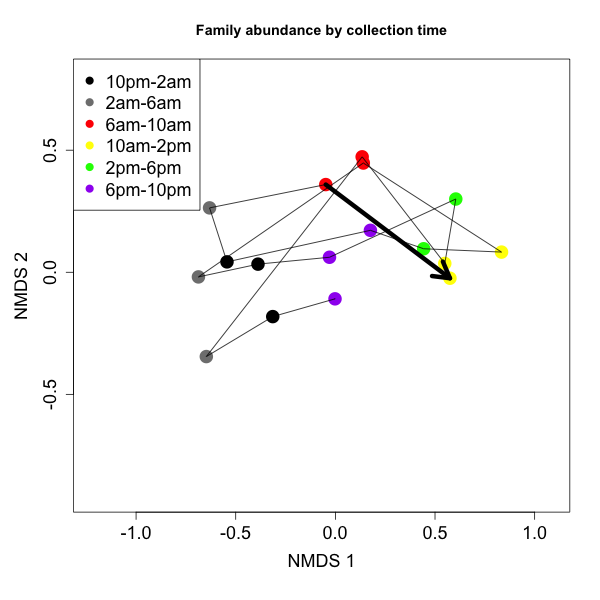 Family abundance by collection time
10pm-2am
2am-6am
6am-10am
10am-2pm
2pm-6pm
6pm-10pm
0.5
0.0
-0.5
NMDS 2
-1.0 -0.5 0.0 0.5 1.0
NMDS 1